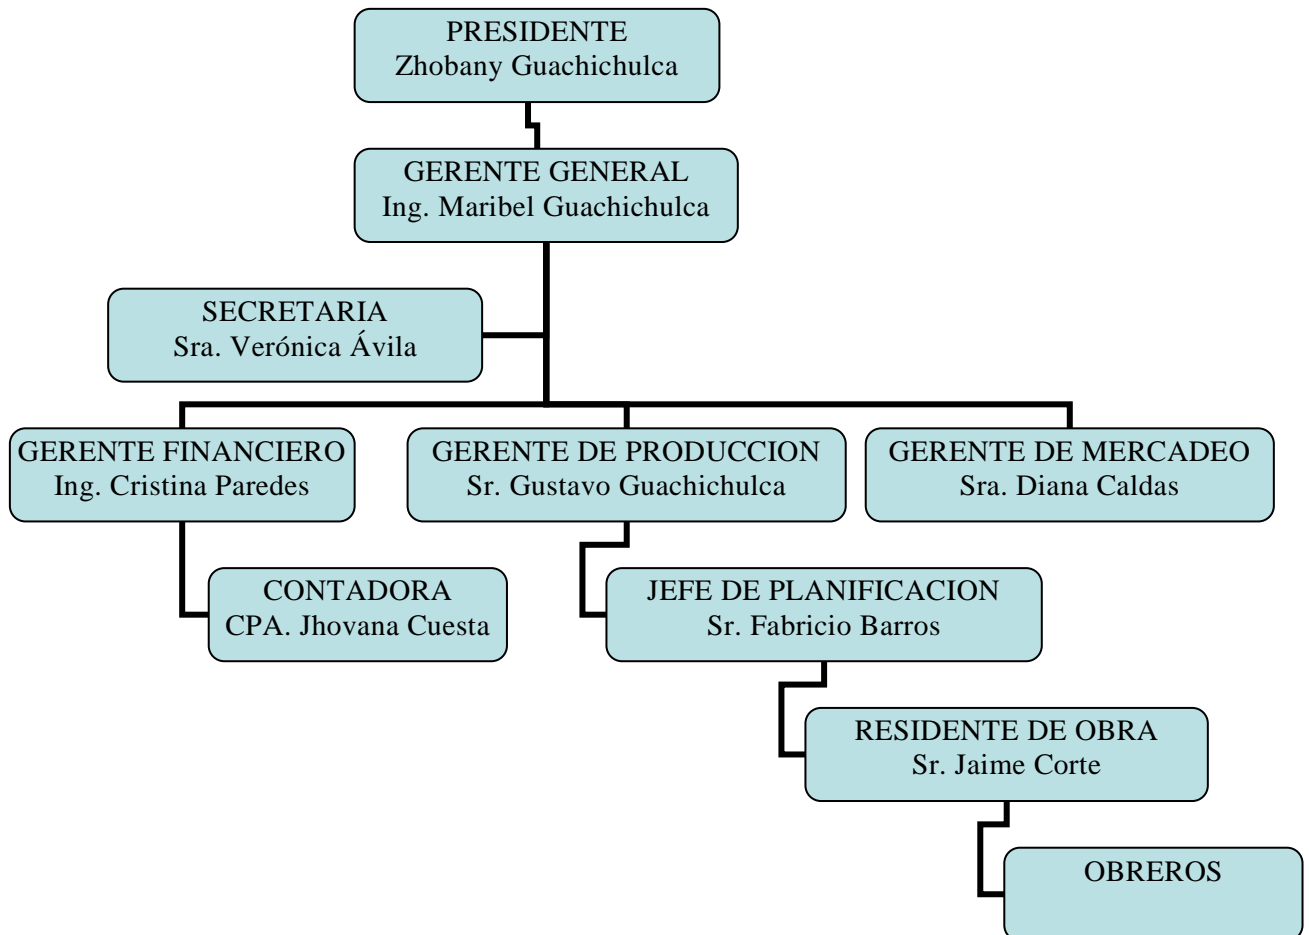 PRESIDENTE
Zhobany Guachichulca
GERENTE GENERAL
Ing. Maribel Guachichulca
SECRETARIA
Sra. Verónica Ávila
GERENTE FINANCIERO
Ing. Cristina Paredes
GERENTE DE PRODUCCION
Sr. Gustavo Guachichulca
GERENTE DE MERCADEO
Sra. Diana Caldas
CONTADORA
CPA. Jhovana Cuesta
JEFE DE PLANIFICACION
Sr. Fabricio Barros
RESIDENTE DE OBRA
Sr. Jaime Corte
OBREROS